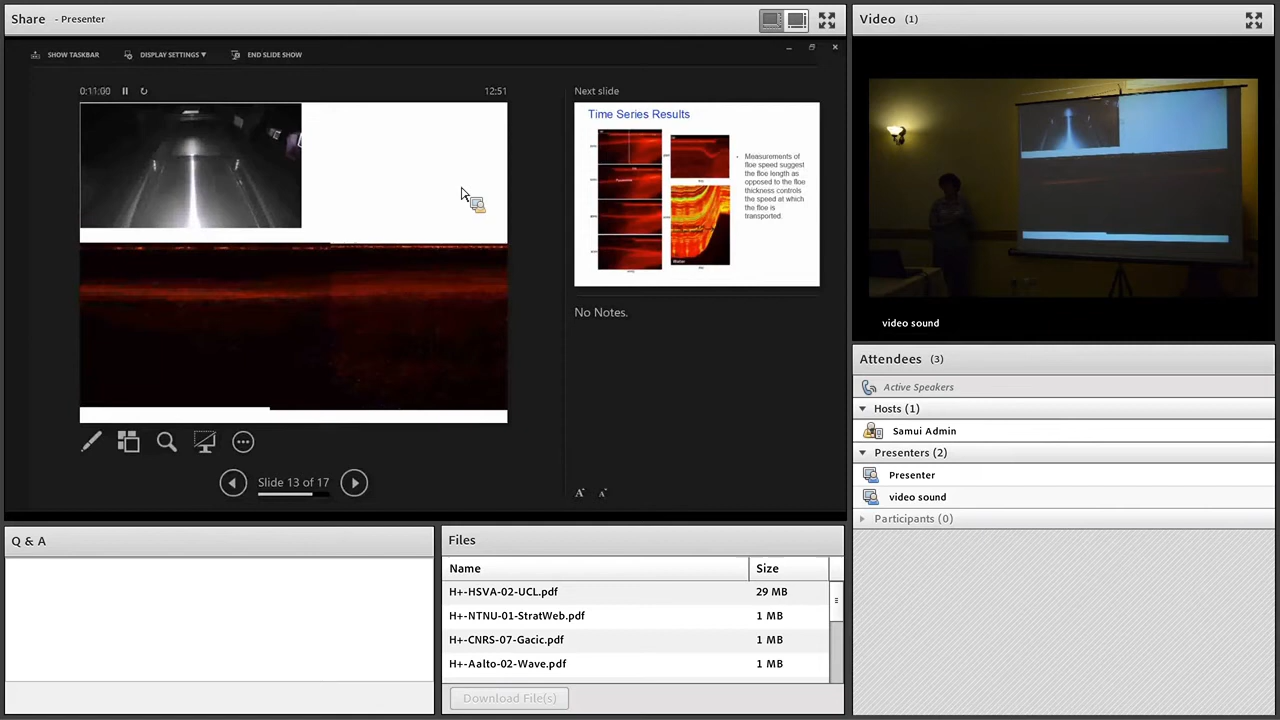 Share - Presenter
SHOW TASKBAR DISPLAY SETTINGS ▼ END SLIDE SHOW
0:11:00 12:51
Next slide
Time Series Results
• Measurements of
floe speed suggest
the floe length as
opposed to the floe
thickness controls
the speed at which
the floe is
transported
No Notes.
Slide 13 of 17
A A
Video (1)
video sound
Attendees (3)
Active Speakers
Hosts (1)
Samui Admin
Presenters (2)
Presenter
video sound
Participants (0)
Q & A
Files
Name Size
H+-HSVA-02-UCL.pdf 29 MB
H+-NTNU-01-StratWeb.pdf 1 MB
H+-CNRS-07-Gacic.pdf 1 MB
H+-Aalto-02-Wave.pdf 1 MB
Download File(s)